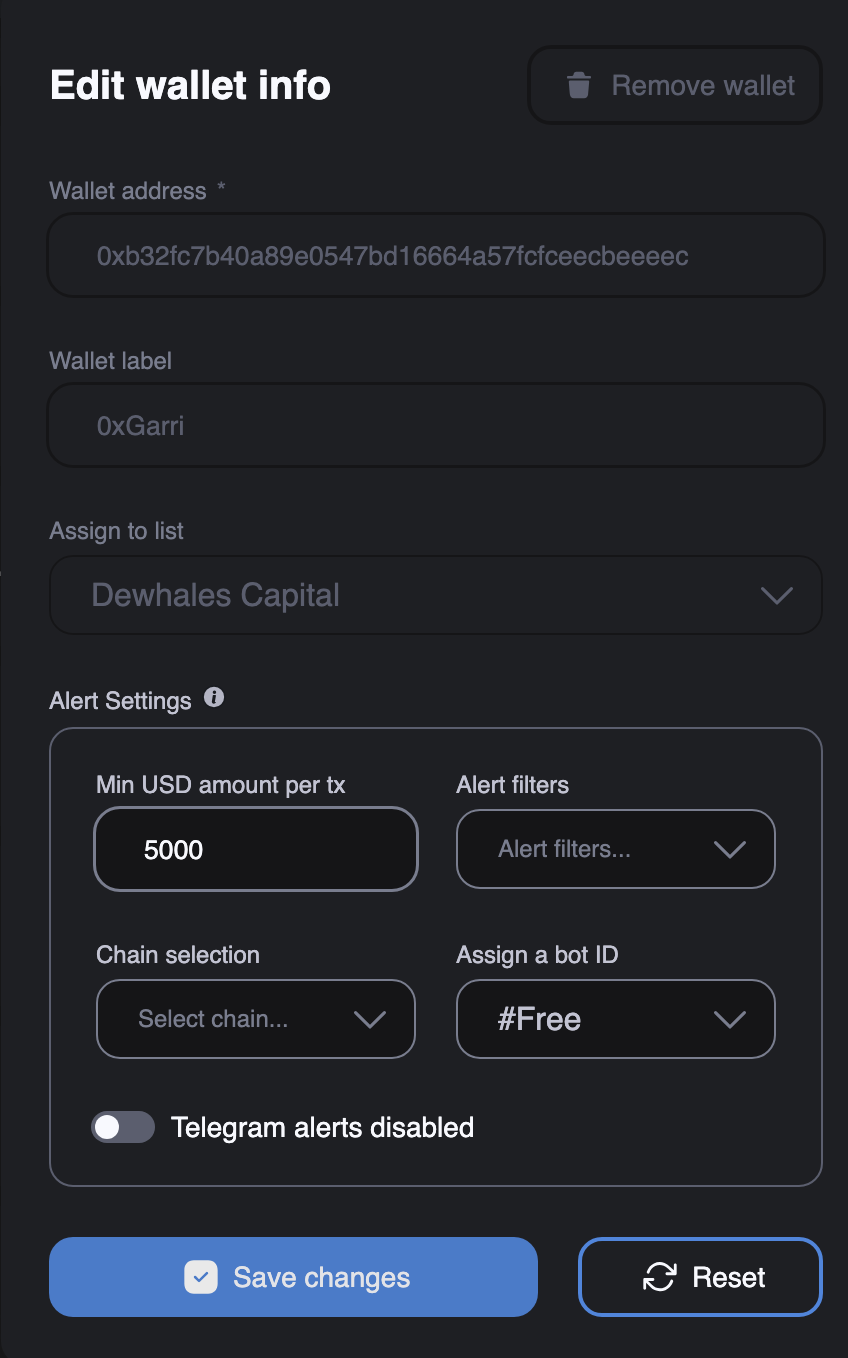 Edit wallet info
Remove wallet
Wallet address *
0xb32fc7b40a89e0547bd16664a57fcfceecbeeeec
Wallet label
0xGarri
Assign to list
Dewhales Capital
Alert Settings i
Min USD amount per tx
Alert filters
5000
Alert filters...
Chain selection
Assign a bot ID
Select chain...
#Free
Telegram alerts disabled
Save changes
Reset